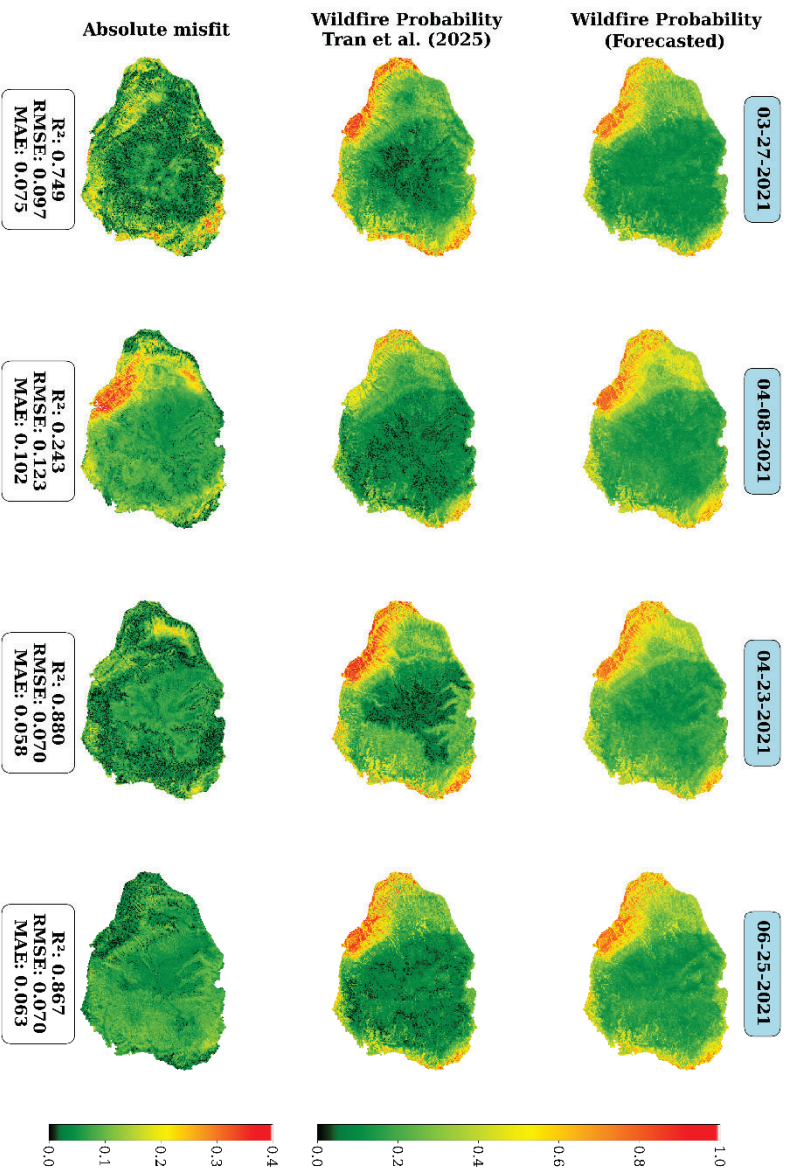 03-27-2021
04-08-2021
04-23-2021
06-25-2021
Wildfire Probability
(Forecasted)
Wildfire Probability
Tran et al. (2025)
Absolute misfit
R²: 0.749
RMSE: 0.097
MAE: 0.075
R²: 0.243
RMSE: 0.123
MAE: 0.102
R²: 0.880
RMSE: 0.070
MAE: 0.058
R²: 0.867
RMSE: 0.070
MAE: 0.063
0.0
0.2
0.4
0.6
0.8
1.0
0.0
0.1
0.2
0.3
0.4